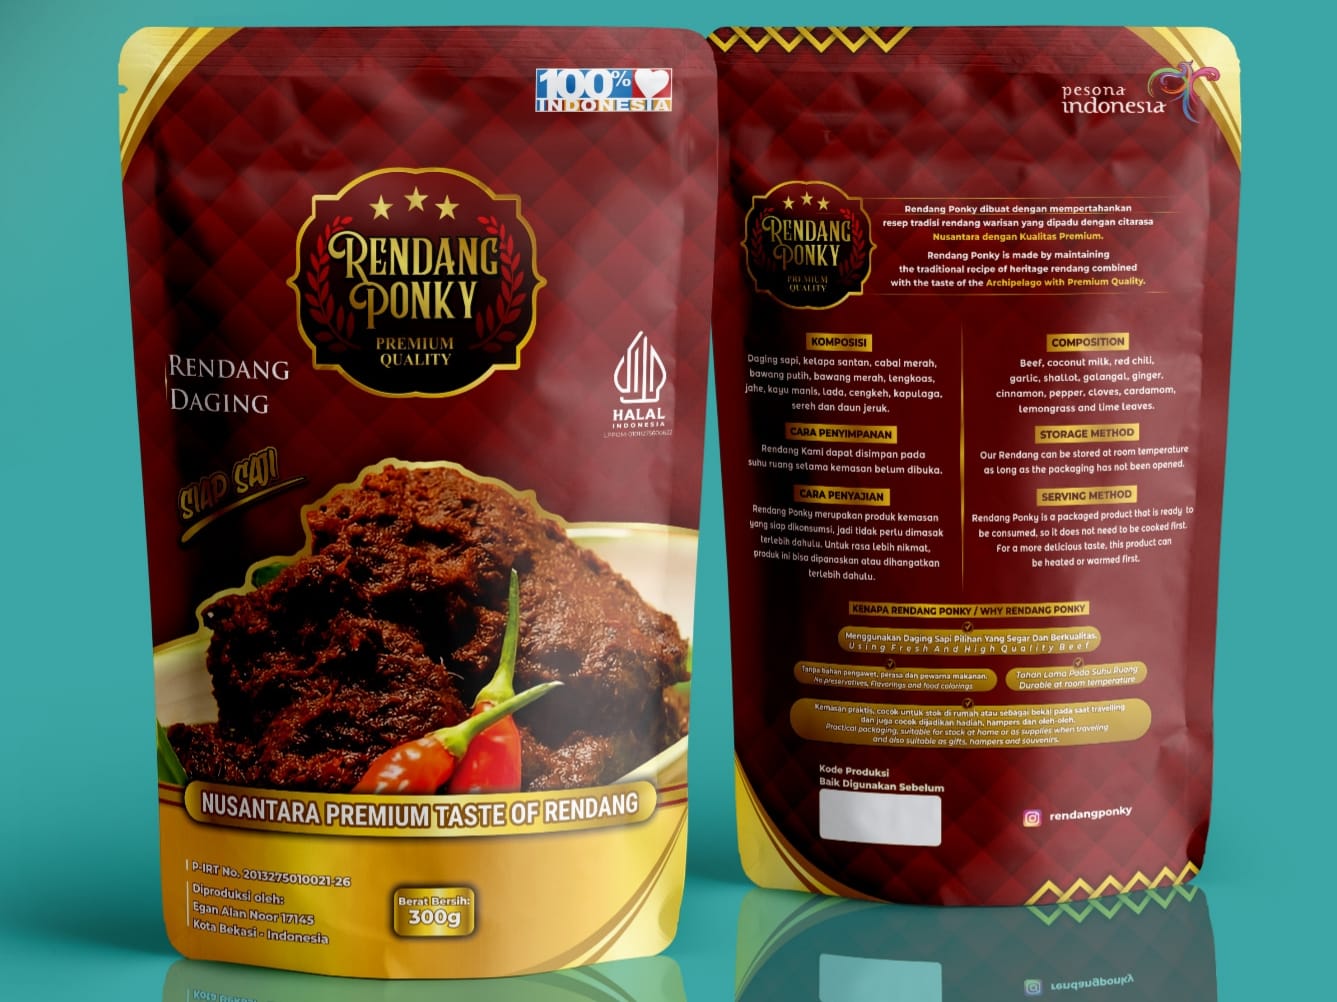 100%
INDONESIA
RENDANG
PONKY
PREMIUM
QUALITY
RENDANG
DAGING
HALAL
INDONESIA
SIAP SAJI
NUSANTARA PREMIUM TASTE OF RENDANG
P-IRT No. 2013275010021-26
Diproduksi oleh:
Egan Alan Noor 17145
Kota Bekasi - Indonesia
Berat Bersih:
300g
pesona
indonesia
RENDANG
PONKY
PREMIUM
QUALITY
Rendang Ponky dibuat dengan mempertahankan
resep tradisi rendang warisan yang dipadu dengan citarasa
Nusantara dengan Kualitas Premium.
Rendang Ponky is made by maintaining
the traditional recipe of heritage rendang combined
with the taste of the Archipelago with Premium Quality.
KOMPOSISI
Daging sapi, kelapa santan, cabai merah,
bawang putih, bawang merah, lengkoas,
jahe, kayu manis, lada, cengkeh, kapulaga,
sereh dan daun jeruk.
CARA PENYIMPANAN
Rendang Kami dapat disimpan pada
suhu ruang selama kemasan belum dibuka.
CARA PENYAJIAN
Rendang Ponky merupakan produk kemasan
yang siap dikonsumsi, jadi tidak perlu dimasak
terlebih dahulu. Untuk rasa lebih nikmat,
produk ini bisa dipanaskan atau dihangatkan
terlebih dahulu.
COMPOSITION
Beef, coconut milk, red chili,
garlic, shallot, galangal, ginger,
cinnamon, pepper, cloves, cardamom,
lemongrass and lime leaves.
STORAGE METHOD
Our Rendang can be stored at room temperature
as long as the packaging has not been opened.
SERVING METHOD
Rendang Ponky is a packaged product that is ready to
be consumed, so it does not need to be cooked first.
For a more delicious taste, this product can
be heated or warmed first.
KENAPA RENDANG PONKY / WHY RENDANG PONKY
Menggunakan Daging Sapi Pilihan Yang Segar Dan Berkualitas.
Using Fresh And High Quality Beef
Tanpa bahan pengawet, perasa dan pewarna makanan.
No preservatives, Flavorings and food colorings.
Tahan Lama Pada Suhu Ruang
Durable at room temperature.
Kemasan praktis, cocok untuk stok di rumah atau sebagai bekal pada saat travelling
dan juga cocok dijadikan hadiah, hampers dan oleh-oleh.
Practical packaging, suitable for stock at home or as supplies when traveling
and also suitable as gifts, hampers and souvenirs.
Kode Produksi
Baik Digunakan Sebelum
rendangponky